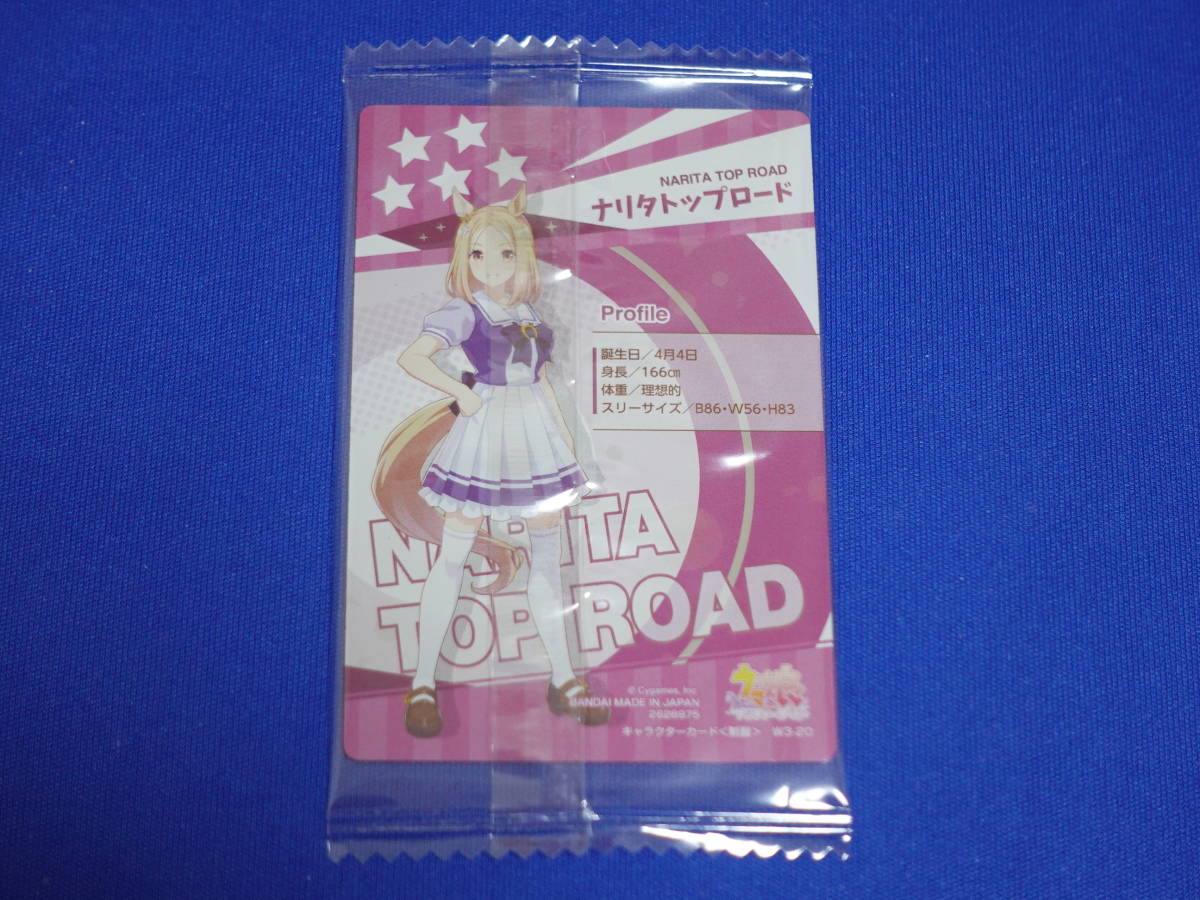 NARITA TOP ROAD
ナリタトップロード
Profile
誕生日／4月4日
身長／166㎝
体重／理想的
スリーサイズ／B86・W56・H83
NARITA
TOP ROAD
© Cygames, Inc
BANDAI MADE IN JAPAN
2628875
キャラクターカード＜制服＞ W3-20